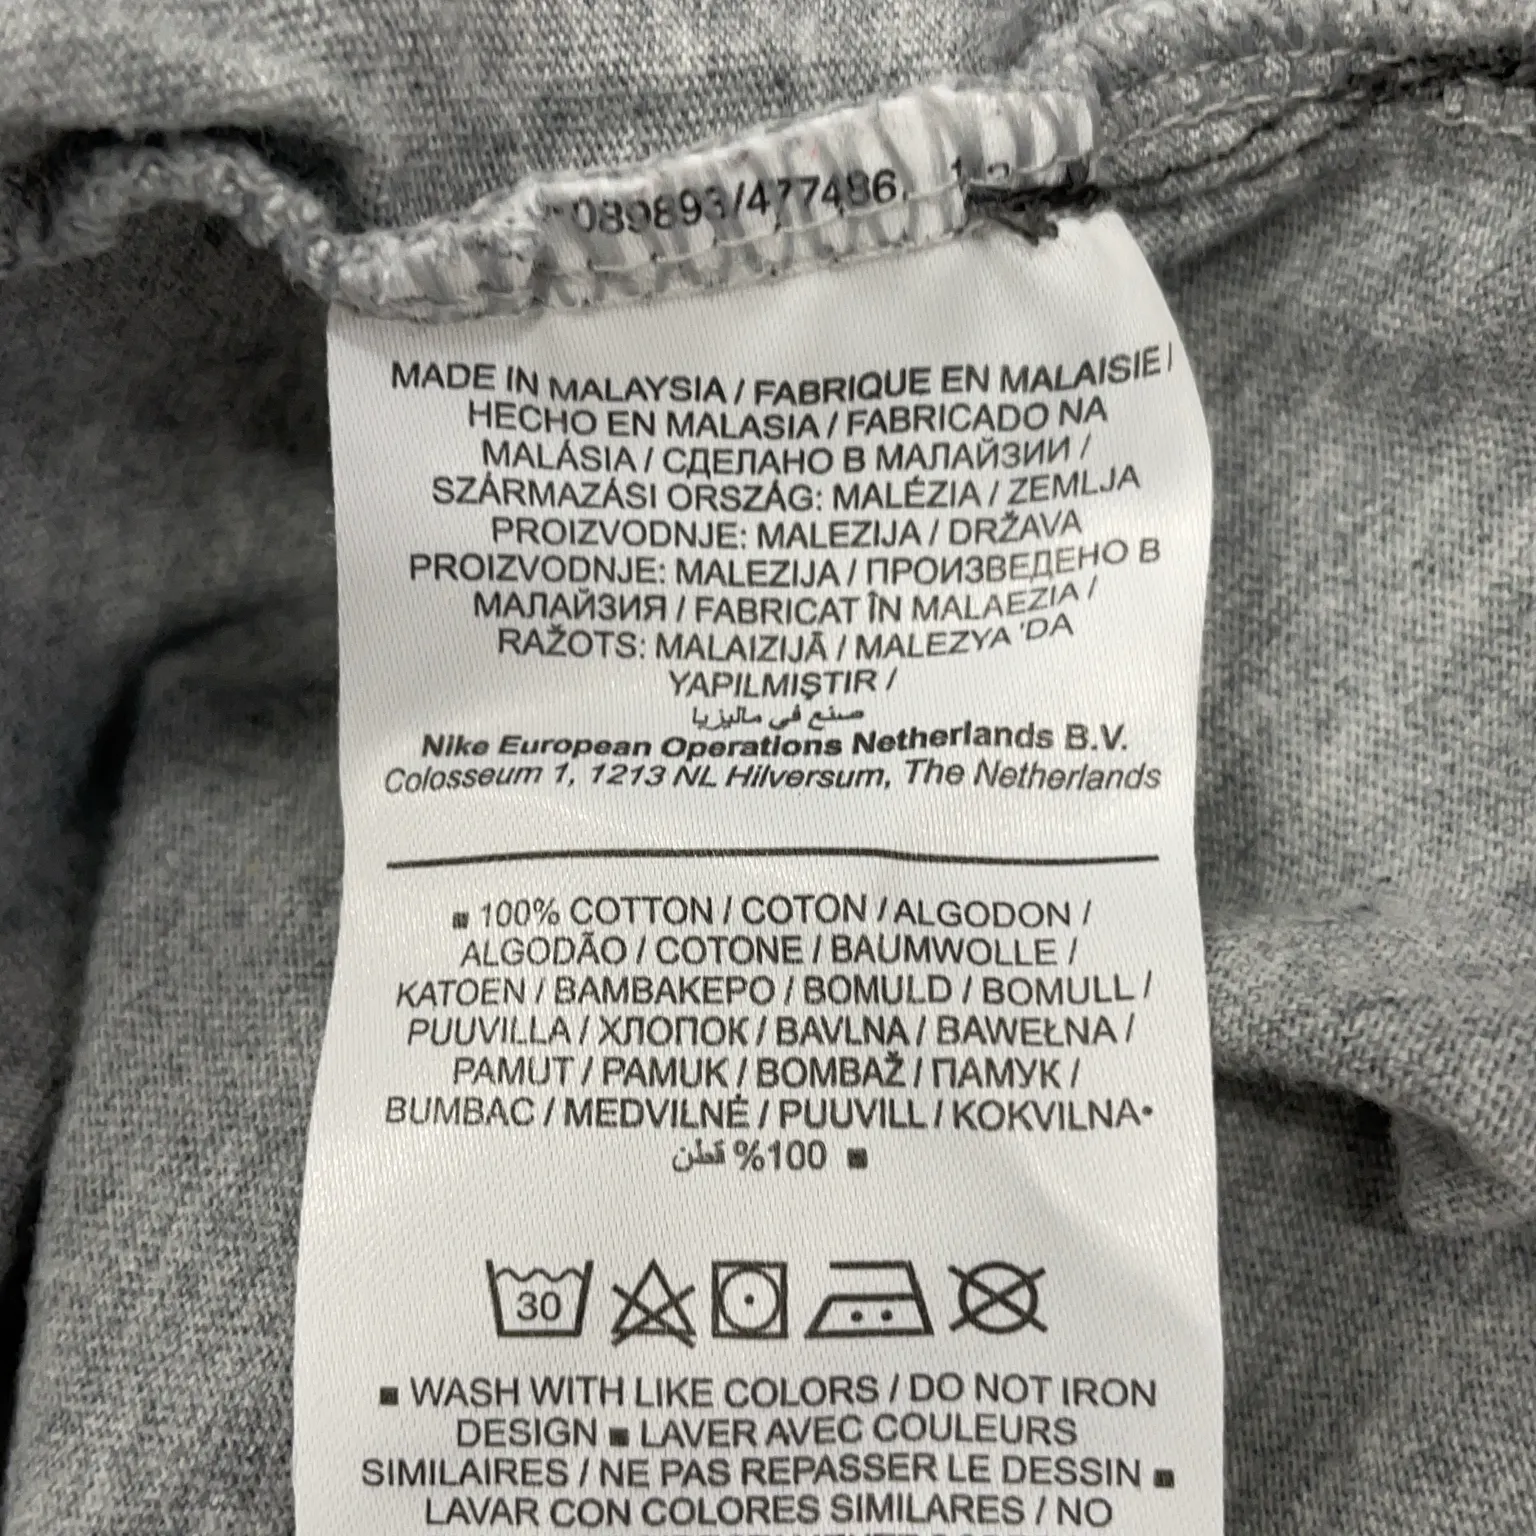 089893/477486
MADE IN MALAYSIA / FABRIQUE EN MALAISIE /
HECHO EN MALASIA / FABRICADO NA
MALÁSIA / СДЕЛАНО В МАЛАЙЗИИ /
SZÁRMAZÁSI ORSZÁG: MALÉZIA / ZEMLJA
PROIZVODNJE: MALEZIJA / DRŽAVA
PROIZVODNJE: MALEZIJA / ПРОИЗВЕДЕНО В
МАЛАЙЗИЯ / FABRICAT ÎN MALAEZIA /
RAŽOTS: MALAIZIJĀ / MALEZYA 'DA
YAPILMIŞTIR /
صنع في ماليزيا
Nike European Operations Netherlands B.V.
Colosseum 1, 1213 NL Hilversum, The Netherlands
■ 100% COTTON / COTON / ALGODON /
ALGODÃO / COTONE / BAUMWOLLE /
KATOEN / ΒΑΜΒΑΚΕΡΟ / BOMULD / BOMULL /
PUUVILLA / ХЛОПОК / BAVLNA / BAWEŁNA /
PAMUT / PAMUK / BOMBAŽ / ПАМУК /
BUMBAC / MEDVILNĖ / PUUVILL / KOKVILNA•
100% قطن ■
30
■ WASH WITH LIKE COLORS / DO NOT IRON
DESIGN ■ LAVER AVEC COULEURS
SIMILAIRES / NE PAS REPASSER LE DESSIN ■
LAVAR CON COLORES SIMILARES / NO